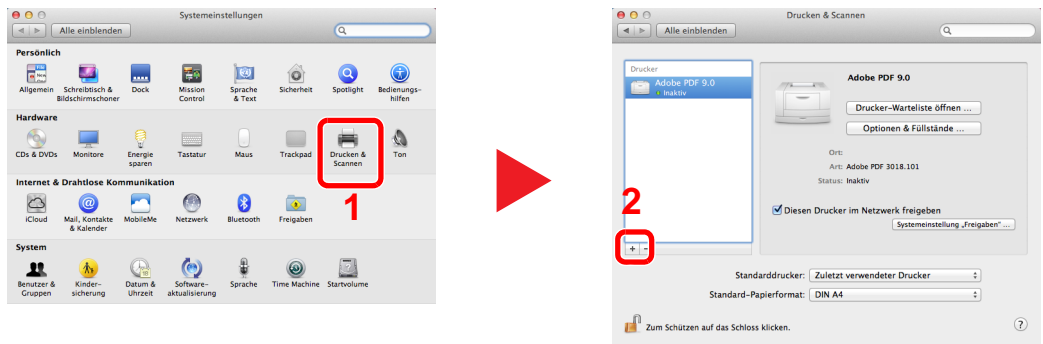 Systemeinstellungen
Alle einblenden
Persönlich
Allgemein
Schreibtisch &
Bildschirmschoner
Dock
Mission
Control
Sprache
& Text
Sicherheit
Spotlight
Bedienungs-
hilfen
Hardware
CDs & DVDs
Monitore
Energie
sparen
Tastatur
Maus
Trackpad
Drucken &
Scannen
Ton
Internet & Drahtlose Kommunikation
1
iCloud
Mail, Kontakte
& Kalender
MobileMe
Netzwerk
Bluetooth
Freigaben
System
Benutzer &
Gruppen
Kinder-
sicherung
Datum &
Uhrzeit
Software-
aktualisierung
Sprache
Time Machine
Startvolume
Drucken & Scannen
Alle einblenden
Drucker
Adobe PDF 9.0
Inaktiv
2
+ −
Adobe PDF 9.0
Drucker-Warteliste öffnen ...
Optionen & Füllstände ...
Ort:
Art: Adobe PDF 3018.101
Status: Inaktiv
Diesen Drucker im Netzwerk freigeben
Systemeinstellung „Freigaben“ ...
Standarddrucker: Zuletzt verwendeter Drucker
Standard-Papierformat: DIN A4
Zum Schützen auf das Schloss klicken.
?